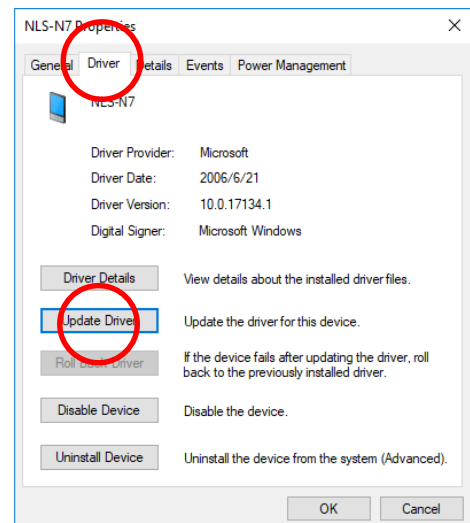 NLS-N7 Properties
General Driver Details Events Power Management
NLS-N7
Driver Provider: Microsoft
Driver Date: 2006/6/21
Driver Version: 10.0.17134.1
Digital Signer: Microsoft Windows
Driver Details View details about the installed driver files.
Update Driver Update the driver for this device.
Roll Back Driver If the device fails after updating the driver, roll
back to the previously installed driver.
Disable Device Disable the device.
Uninstall Device Uninstall the device from the system (Advanced).
OK Cancel